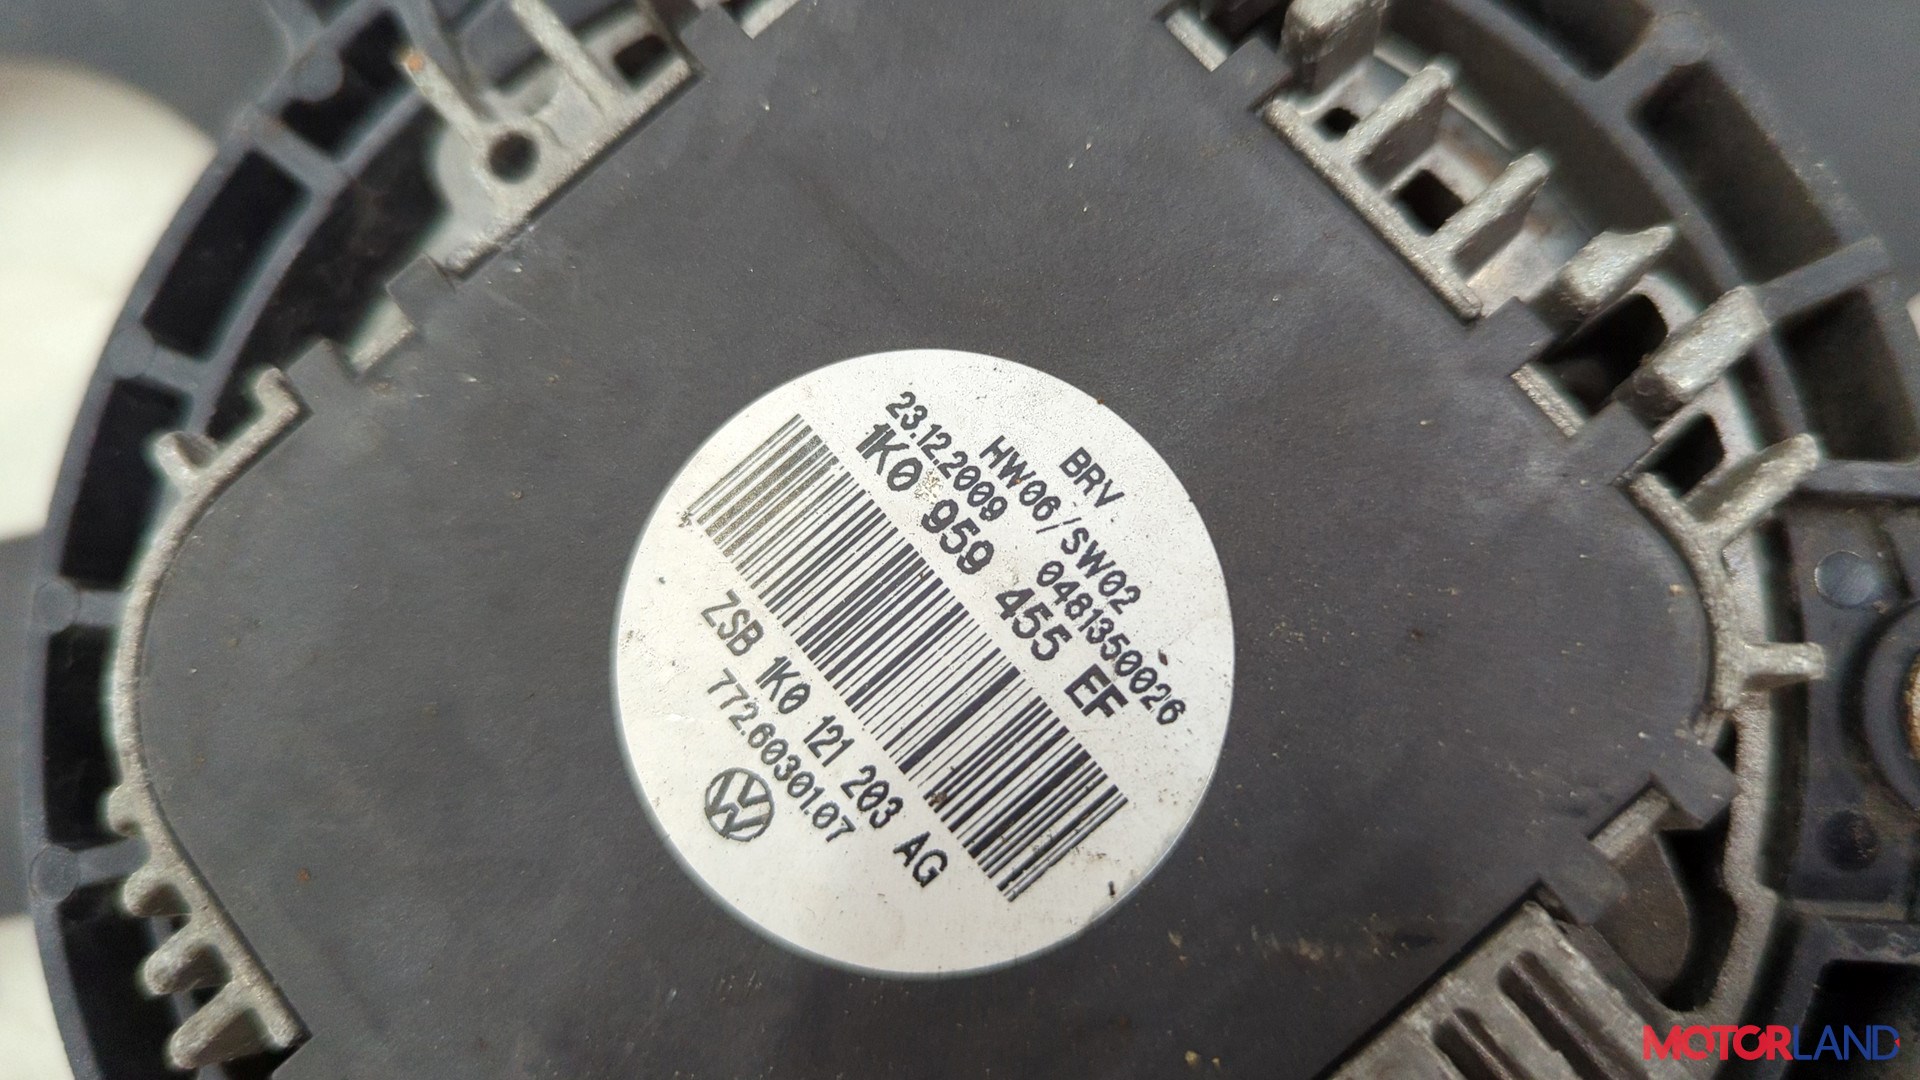 BRV
HW06/SW02
23.12.2009 0481350026
1K0 959 455 EF
ZSB 1K0 121 203 AG
772.60301.07
MOTORLAND